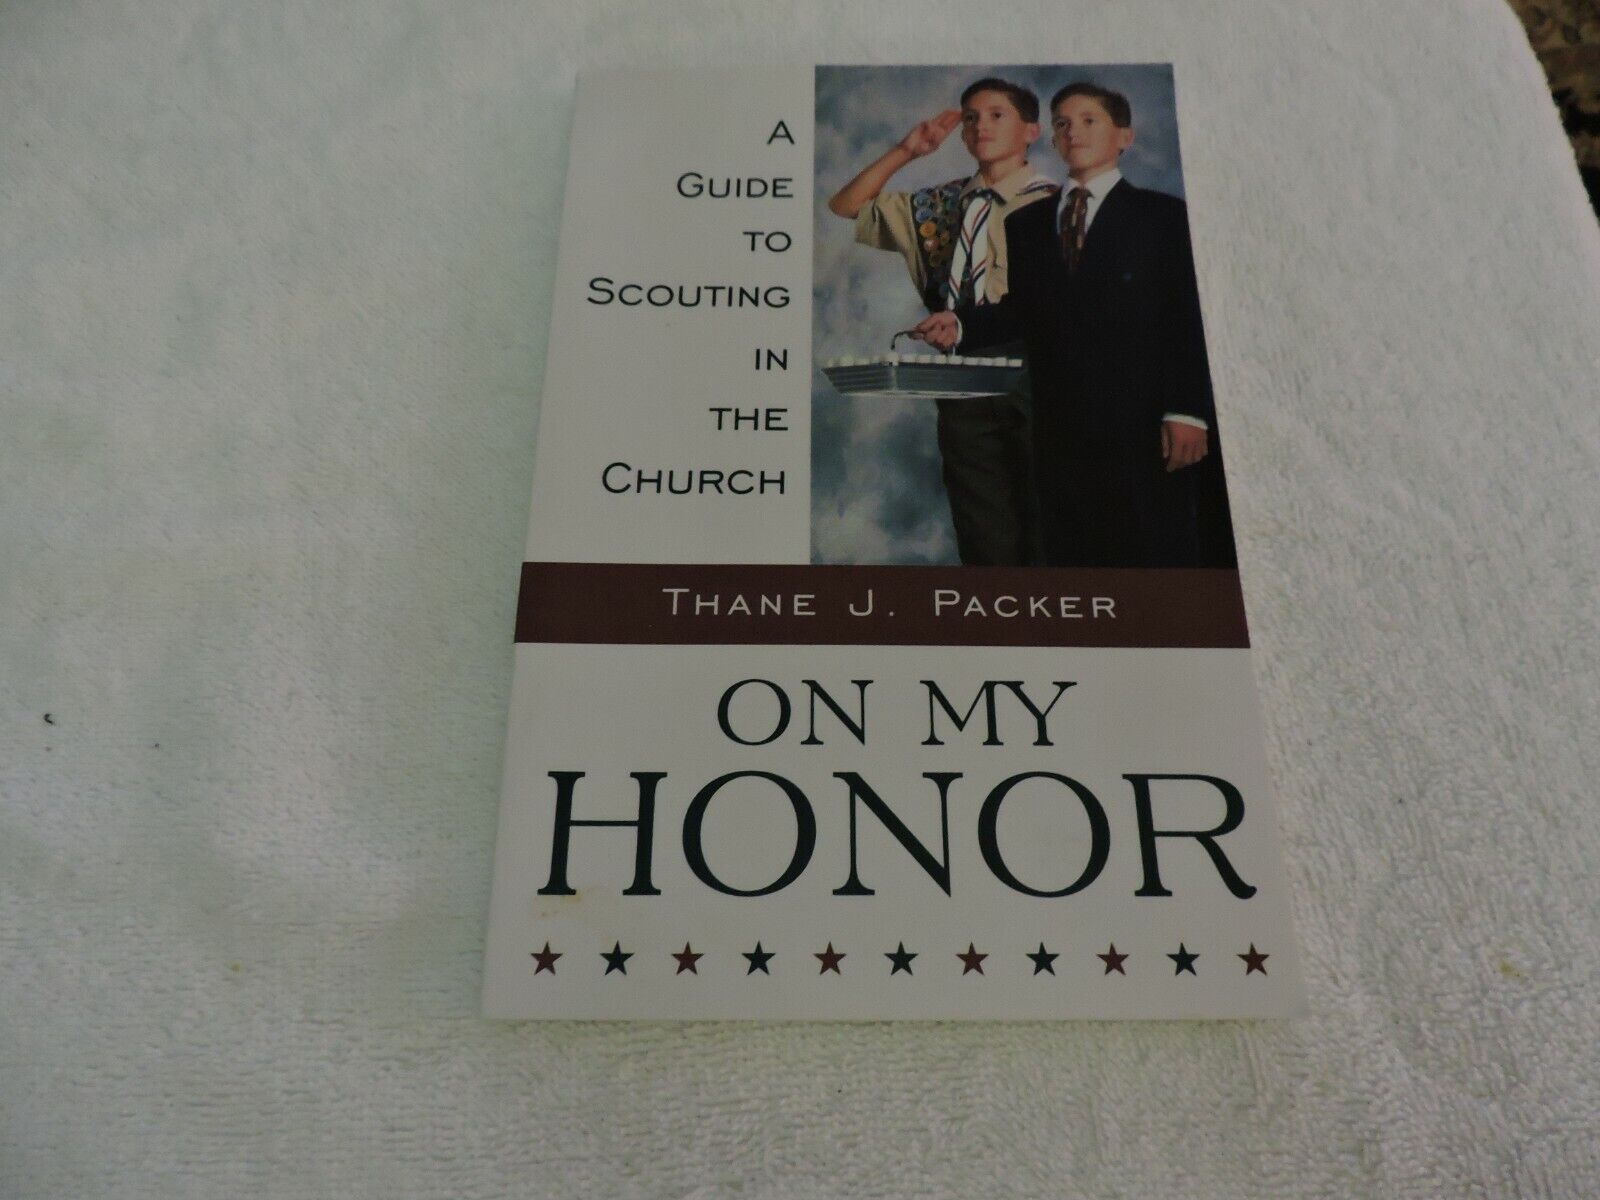 A
GUIDE
TO
SCOUTING
IN
THE
CHURCH
THANE J. PACKER
ON MY
HONOR